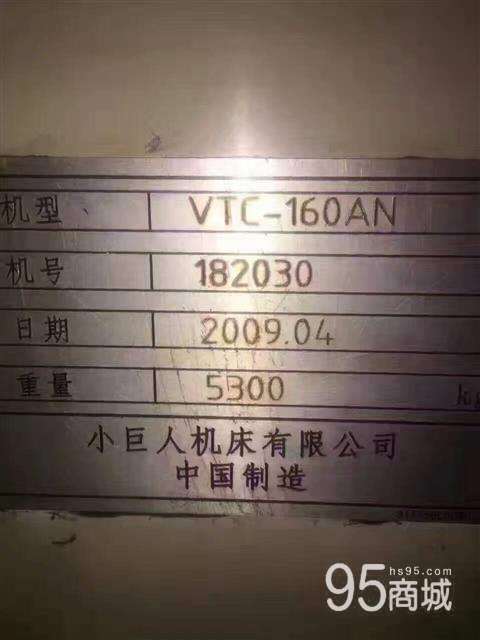 机型 VTC-160AN
机号 182030
日期 2009.04
重量 5300 kg
小巨人机床有限公司
中国制造
hs95.com
95商城